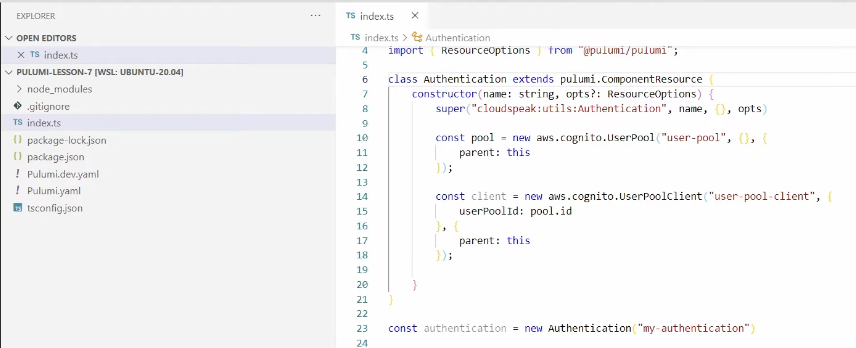 EXPLORER
···
OPEN EDITORS
TS index.ts
PULUMI-LESSON-7 [WSL: UBUNTU-20.04]
node_modules
.gitignore
TS index.ts
{} package-lock.json
{} package.json
! Pulumi.dev.yaml
! Pulumi.yaml
tsconfig.json
TS index.ts
TS index.ts > Authentication
4 import { ResourceOptions } from "@pulumi/pulumi";
5
6 class Authentication extends pulumi.ComponentResource {
7 constructor(name: string, opts?: ResourceOptions) {
8 super("cloudspeak:utils:Authentication", name, {}, opts)
9
10 const pool = new aws.cognito.UserPool("user-pool", {}, {
11 parent: this
12 });
13
14 const client = new aws.cognito.UserPoolClient("user-pool-client", {
15 userPoolId: pool.id
16 }, {
17 parent: this
18 });
19
20 }
21 }
22
23 const authentication = new Authentication("my-authentication")
24